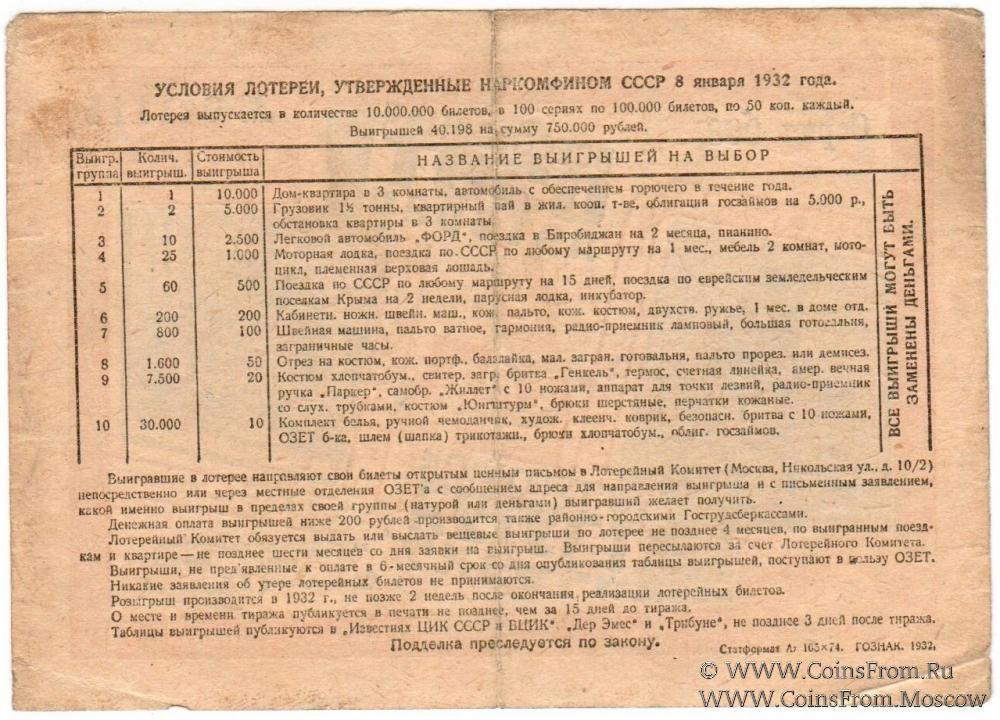 УСЛОВИЯ ЛОТЕРЕИ, УТВЕРЖДЕННЫЕ НАРКОМФИНОМ СССР 8 января 1932 года.
Лотерея выпускается в количестве 10.000.000 билетов, в 100 сериях по 100.000 билетов, по 50 коп. каждый.
Выигрышей 40.198 на сумму 750.000 рублей.
Выигр. группа Колич. выигрыш. Стоимость выигрыша НАЗВАНИЕ ВЫИГРЫШЕЙ НА ВЫБОР
1 1 10.000 Дом-квартира в 3 комнаты, автомобиль с обеспечением горючего в течение года.
2 2 5.000 Грузовик 1½ тонны, квартирный пай в жил. кооп. т-ве, облигаций госзаймов на 5.000 р.,
обстановка квартиры в 3 комнаты.
3 10 2.500 Легковой автомобиль „ФОРД", поездка в Биробиджан на 2 месяца, пианино.
4 25 1.000 Моторная лодка, поездка по СССР по любому маршруту на 1 мес., мебель 2 комнат, мото-
цикл, племенная верховая лошадь.
5 60 500 Поездка по СССР по любому маршруту на 15 дней, поездка по еврейским земледельческим
поселкам Крыма на 2 недели, парусная лодка, инкубатор.
6 200 200 Кабинетн. ножн. швейн. маш., кож. пальто, кож. костюм, двухств. ружье, 1 мес. в доме отд.
7 800 100 Швейная машина, пальто ватное, гармония, радио-приемник ламповый, большая готовальня,
заграничные часы.
8 1.600 50 Отрез на костюм, кож. портф., балалайка, мал. загран. готовальня, пальто прорез. или демисез.
9 7.500 20 Костюм хлопчатобум., свитер, загр. бритва „Генкель", термос, счетная линейка, амер. вечная
ручка „Паркер", самобр. „Жиллет" с 10 ножами, аппарат для точки лезвий, радио-приемник
со слух. трубками, костюм „Юнгштурм", брюки шерстяные, перчатки кожаные.
10 30.000 10 Комплект белья, ручной чемоданчик, худож. клеенч. коврик, безопасн. бритва с 10 ножами,
ОЗЕТ б-ка, шлем (шапка) трикотажн., брюки хлопчатобум., облиг. госзаймов.
ВСЕ ВЫИГРЫШИ МОГУТ БЫТЬ
ЗАМЕНЕНЫ ДЕНЬГАМИ.
Выигравшие в лотерее направляют свои билеты открытым ценным письмом в Лотерейный Комитет (Москва, Никольская ул., д. 10/2)
непосредственно или через местные отделения ОЗЕТ'а с сообщением адреса для направления выигрыша и с письменным заявлением,
какой именно выигрыш в пределах своей группы (натурой или деньгами) выигравший желает получить.
Денежная оплата выигрышей ниже 200 рублей производится также районно-городскими Гострудсберкассами.
Лотерейный Комитет обязуется выдать или выслать вещевые выигрыши по лотерее не позднее 4 месяцев, по выигранным поезд-
кам и квартире—не позднее шести месяцев со дня заявки на выигрыш. Выигрыши пересылаются за счет Лотерейного Комитета.
Выигрыши, не пред'явленные к оплате в 6-месячный срок со дня опубликования таблицы выигрышей, поступают в пользу ОЗЕТ.
Никакие заявления об утере лотерейных билетов не принимаются.
Розыгрыш производится в 1932 г., не позже 2 недель после окончания реализации лотерейных билетов.
О месте и времени тиража публикуется в печати не позднее, чем за 15 дней до тиража.
Таблицы выигрышей публикуются в „Известиях ЦИК СССР и ВЦИК", „Дер Эмес" и „Трибуне", не позднее 3 дней после тиража.
Подделка преследуется по закону.
Статформат А₇ 105×74. ГОЗНАК. 1932.
© WWW.CoinsFrom.Ru
WWW.CoinsFrom.Moscow